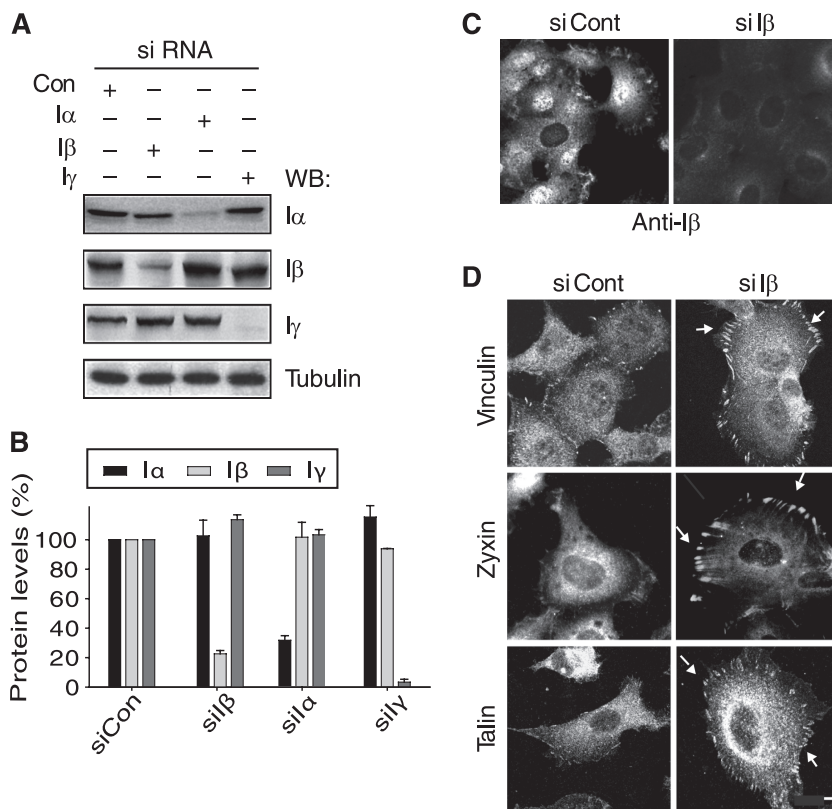 A
si RNA
Con + – – –
Iα – – + –
Iβ – + – –
Iγ – – – +
WB:
Iα
Iβ
Iγ
Tubulin
B
Iα Iβ Iγ
Protein levels (%)
100
80
60
40
20
0
siCon siIβ siIα siIγ
C
si Cont si Iβ
Anti-Iβ
D
si Cont si Iβ
Vinculin
Zyxin
Talin